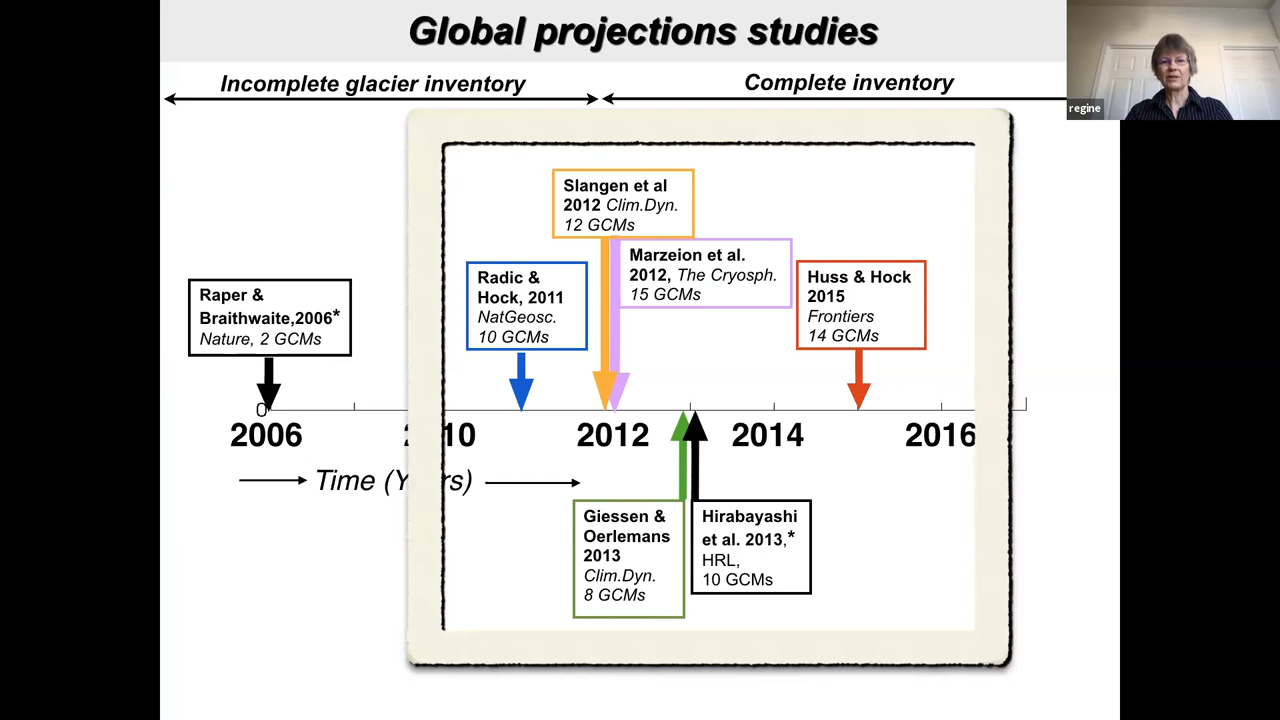 Global projections studies
Incomplete glacier inventory
Complete inventory
regine
Slangen et al
2012 Clim.Dyn.
12 GCMs
Marzeion et al.
2012, The Cryosph.
15 GCMs
Radic &
Hock, 2011
NatGeosc.
10 GCMs
Huss & Hock
2015
Frontiers
14 GCMs
Raper &
Braithwaite,2006*
Nature, 2 GCMs
0
2006
10
2012
2014
2016
Time (Y rs)
Giessen &
Oerlemans
2013
Clim.Dyn.
8 GCMs
Hirabayashi
et al. 2013,*
HRL,
10 GCMs